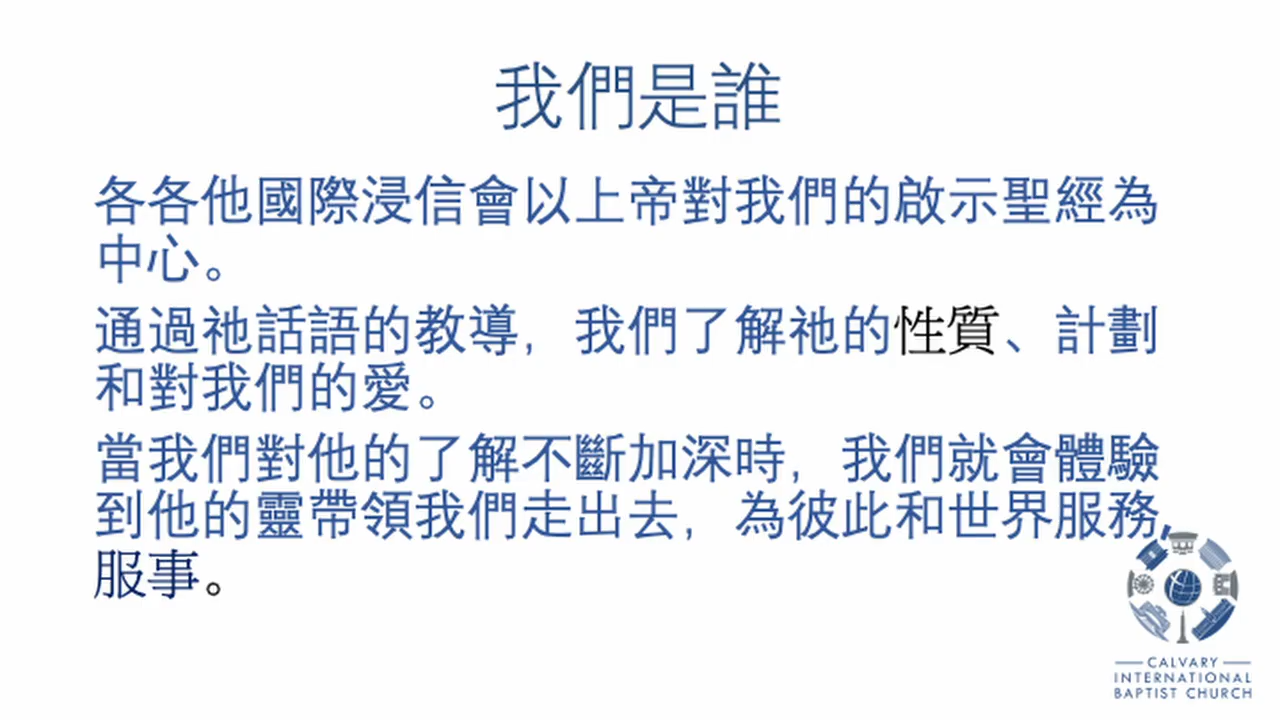 我們是誰
各各他國際浸信會以上帝對我們的啟示聖經為
中心。
通過祂話語的教導，我們了解祂的性質、計劃
和對我們的愛。
當我們對他的了解不斷加深時，我們就會體驗
到他的靈帶領我們走出去，為彼此和世界服務，
服事。
CALVARY
INTERNATIONAL
BAPTIST CHURCH